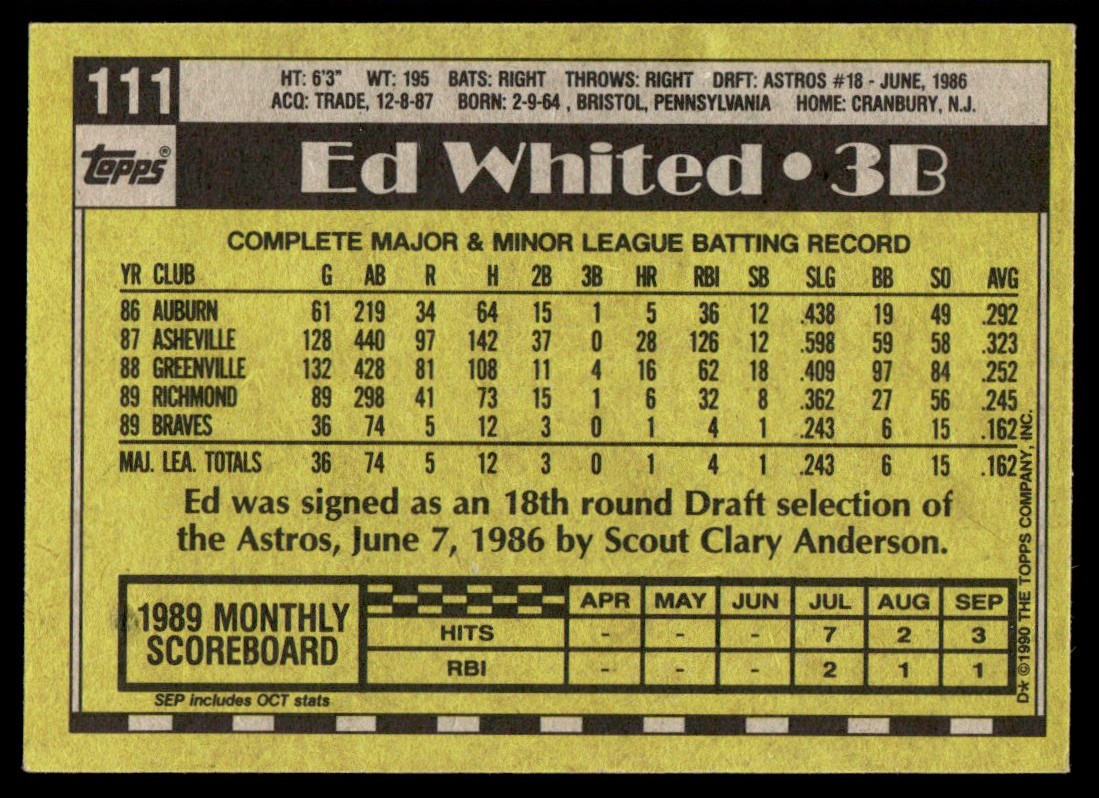 111
HT: 6'3" WT: 195 BATS: RIGHT THROWS: RIGHT DRFT: ASTROS #18 - JUNE, 1986
ACQ: TRADE, 12-8-87 BORN: 2-9-64 , BRISTOL, PENNSYLVANIA HOME: CRANBURY, N.J.
topps®
Ed Whited • 3B
COMPLETE MAJOR & MINOR LEAGUE BATTING RECORD
YR CLUB G AB R H 2B 3B HR RBI SB SLG BB SO AVG
86 AUBURN 61 219 34 64 15 1 5 36 12 .438 19 49 .292
87 ASHEVILLE 128 440 97 142 37 0 28 126 12 .598 59 58 .323
88 GREENVILLE 132 428 81 108 11 4 16 62 18 .409 97 84 .252
89 RICHMOND 89 298 41 73 15 1 6 32 8 .362 27 56 .245
89 BRAVES 36 74 5 12 3 0 1 4 1 .243 6 15 .162
MAJ. LEA. TOTALS 36 74 5 12 3 0 1 4 1 .243 6 15 .162
Ed was signed as an 18th round Draft selection of
the Astros, June 7, 1986 by Scout Clary Anderson.
1989 MONTHLY
SCOREBOARD
APR MAY JUN JUL AUG SEP
HITS - - - 7 2 3
RBI - - - 2 1 1
SEP includes OCT stats
D* ©1990 THE TOPPS COMPANY, INC.